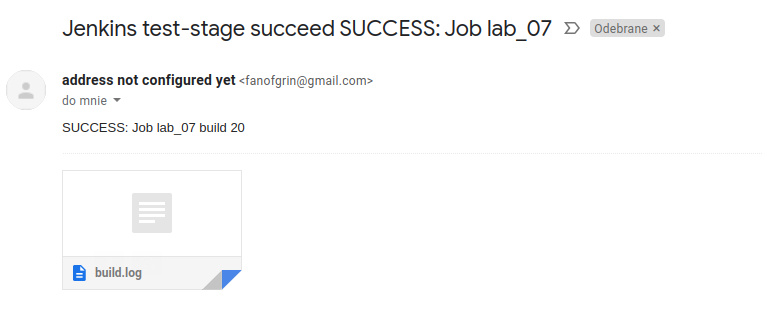 Jenkins test-stage succeed SUCCESS: Job lab_07 Odebrane ×
address not configured yet <fanofgrin@gmail.com>
do mnie
SUCCESS: Job lab_07 build 20
build.log